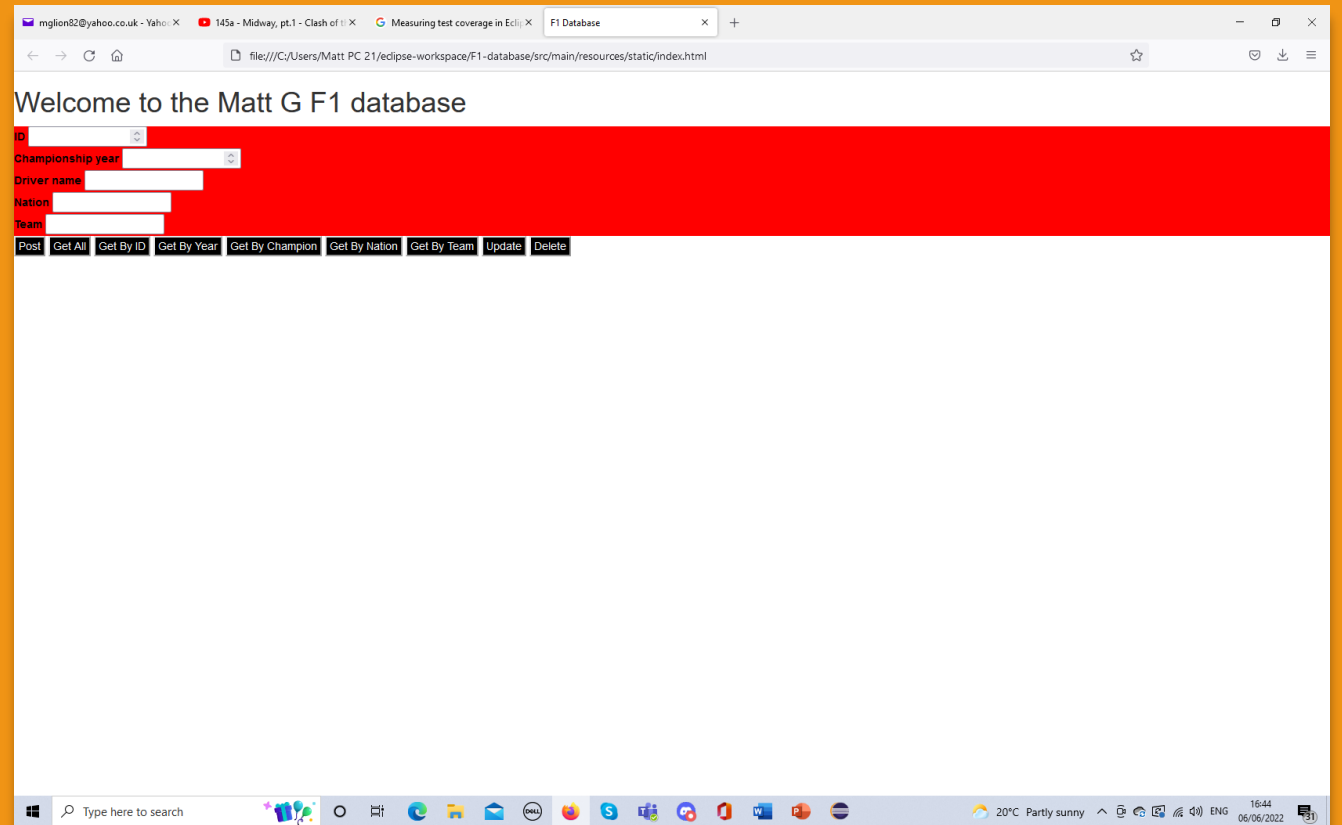 mglion82@yahoo.co.uk - Yahoo 145a - Midway, pt.1 - Clash of th Measuring test coverage in Eclip F1 Database
file:///C:/Users/Matt PC 21/eclipse-workspace/F1-database/src/main/resources/static/index.html
Welcome to the Matt G F1 database
ID
Championship year
Driver name
Nation
Team
Post Get All Get By ID Get By Year Get By Champion Get By Nation Get By Team Update Delete
Type here to search DELL 20°C Partly sunny ENG 16:44
06/06/2022 31